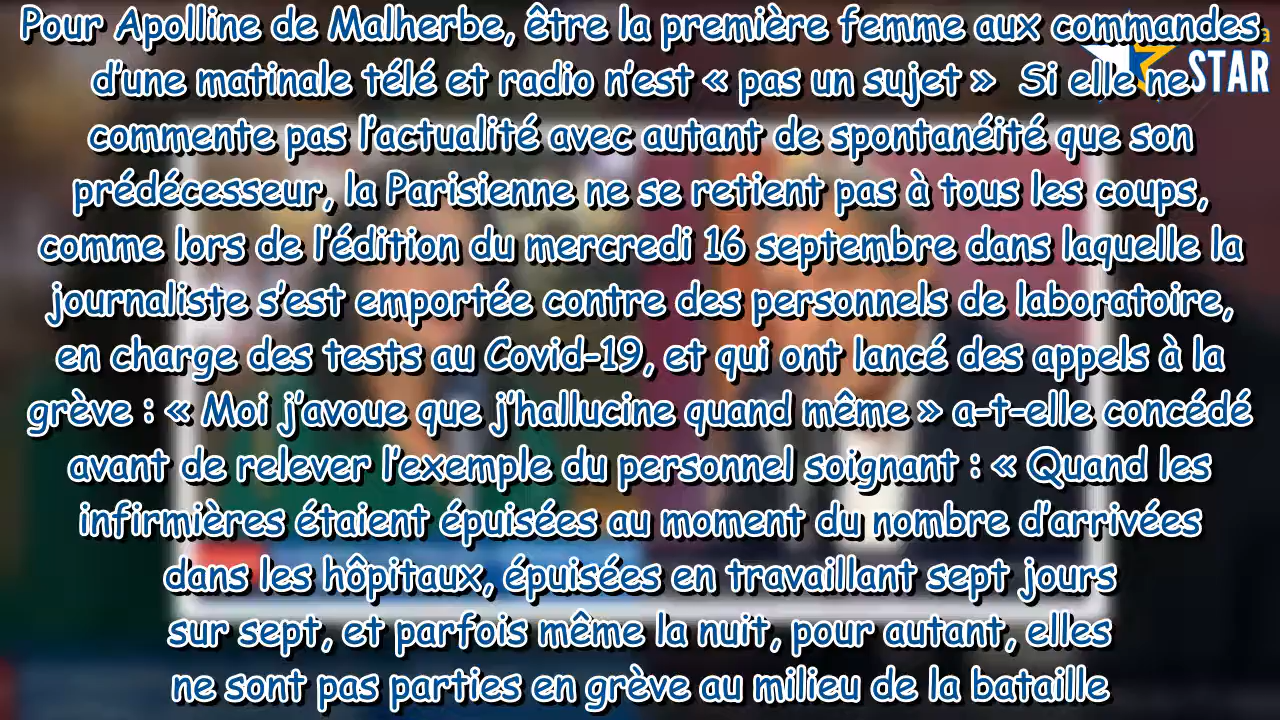 Pour Apolline de Malherbe, être la première femme aux commandes
d’une matinale télé et radio n’est « pas un sujet »  Si elle ne
commente pas l’actualité avec autant de spontanéité que son
prédécesseur, la Parisienne ne se retient pas à tous les coups,
comme lors de l’édition du mercredi 16 septembre dans laquelle la
journaliste s’est emportée contre des personnels de laboratoire,
en charge des tests au Covid-19, et qui ont lancé des appels à la
grève : « Moi j’avoue que j’hallucine quand même » a-t-elle concédé
avant de relever l’exemple du personnel soignant : « Quand les
infirmières étaient épuisées au moment du nombre d’arrivées
dans les hôpitaux, épuisées en travaillant sept jours
sur sept, et parfois même la nuit, pour autant, elles
ne sont pas parties en grève au milieu de la bataille
STAR